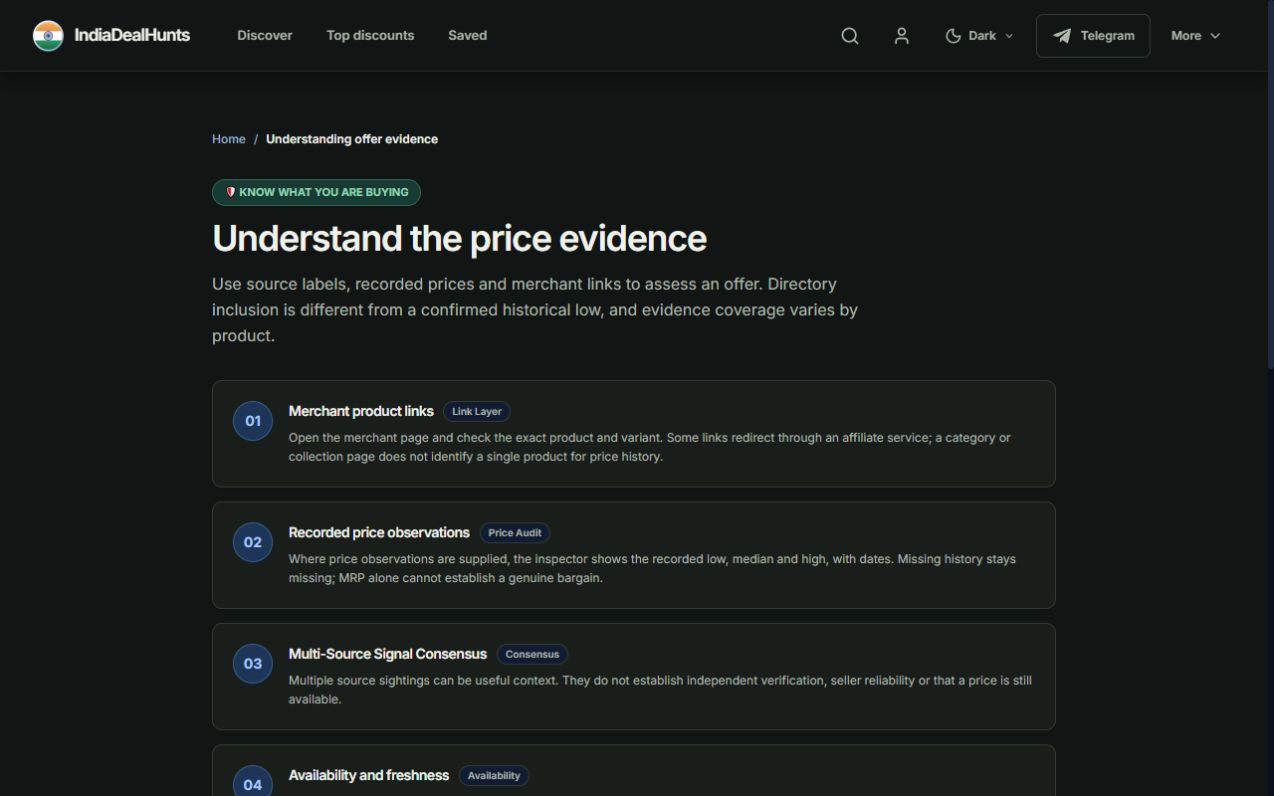 IndiaDealHunts
Discover
Top discounts
Saved
Dark
Telegram
More
Home / Understanding offer evidence
KNOW WHAT YOU ARE BUYING
Understand the price evidence
Use source labels, recorded prices and merchant links to assess an offer. Directory
inclusion is different from a confirmed historical low, and evidence coverage varies by
product.
01
Merchant product links
Link Layer
Open the merchant page and check the exact product and variant. Some links redirect through an affiliate service; a category or
collection page does not identify a single product for price history.
02
Recorded price observations
Price Audit
Where price observations are supplied, the inspector shows the recorded low, median and high, with dates. Missing history stays
missing; MRP alone cannot establish a genuine bargain.
03
Multi-Source Signal Consensus
Consensus
Multiple source sightings can be useful context. They do not establish independent verification, seller reliability or that a price is still
available.
04
Availability and freshness
Availability